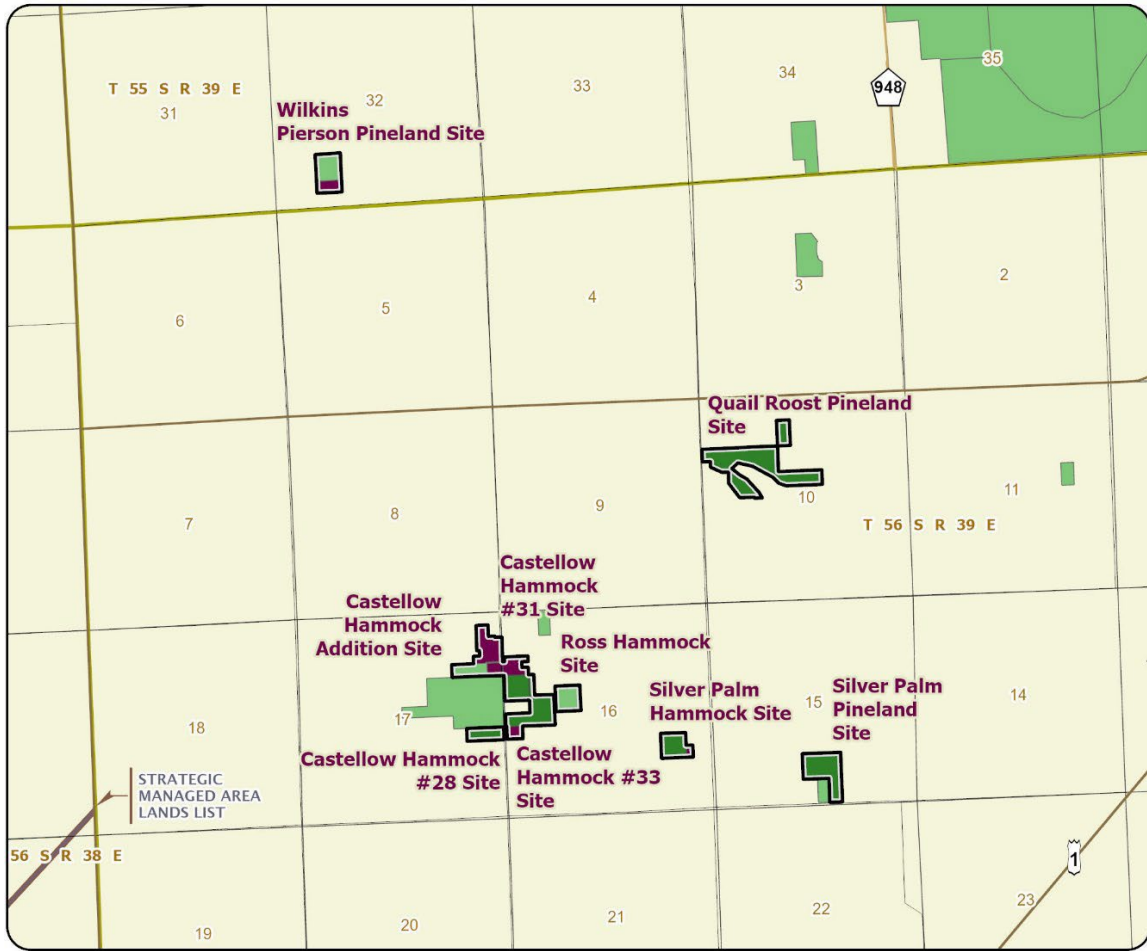 35
34
33
T 55 S R 39 E
32
31
948
Wilkins
Pierson Pineland Site
2
3
4
5
6
Quail Roost Pineland
Site
11
10
9
8
7
T 56 S R 39 E
Castellow
Hammock
#31 Site
Castellow
Hammock
Addition Site
Ross Hammock
Site
Silver Palm
Hammock Site
Silver Palm
Pineland
Site
14
15
16
17
18
Castellow Hammock
#28 Site
Castellow
Hammock #33
Site
STRATEGIC
MANAGED AREA
LANDS LIST
56 S R 38 E
1
23
22
21
20
19